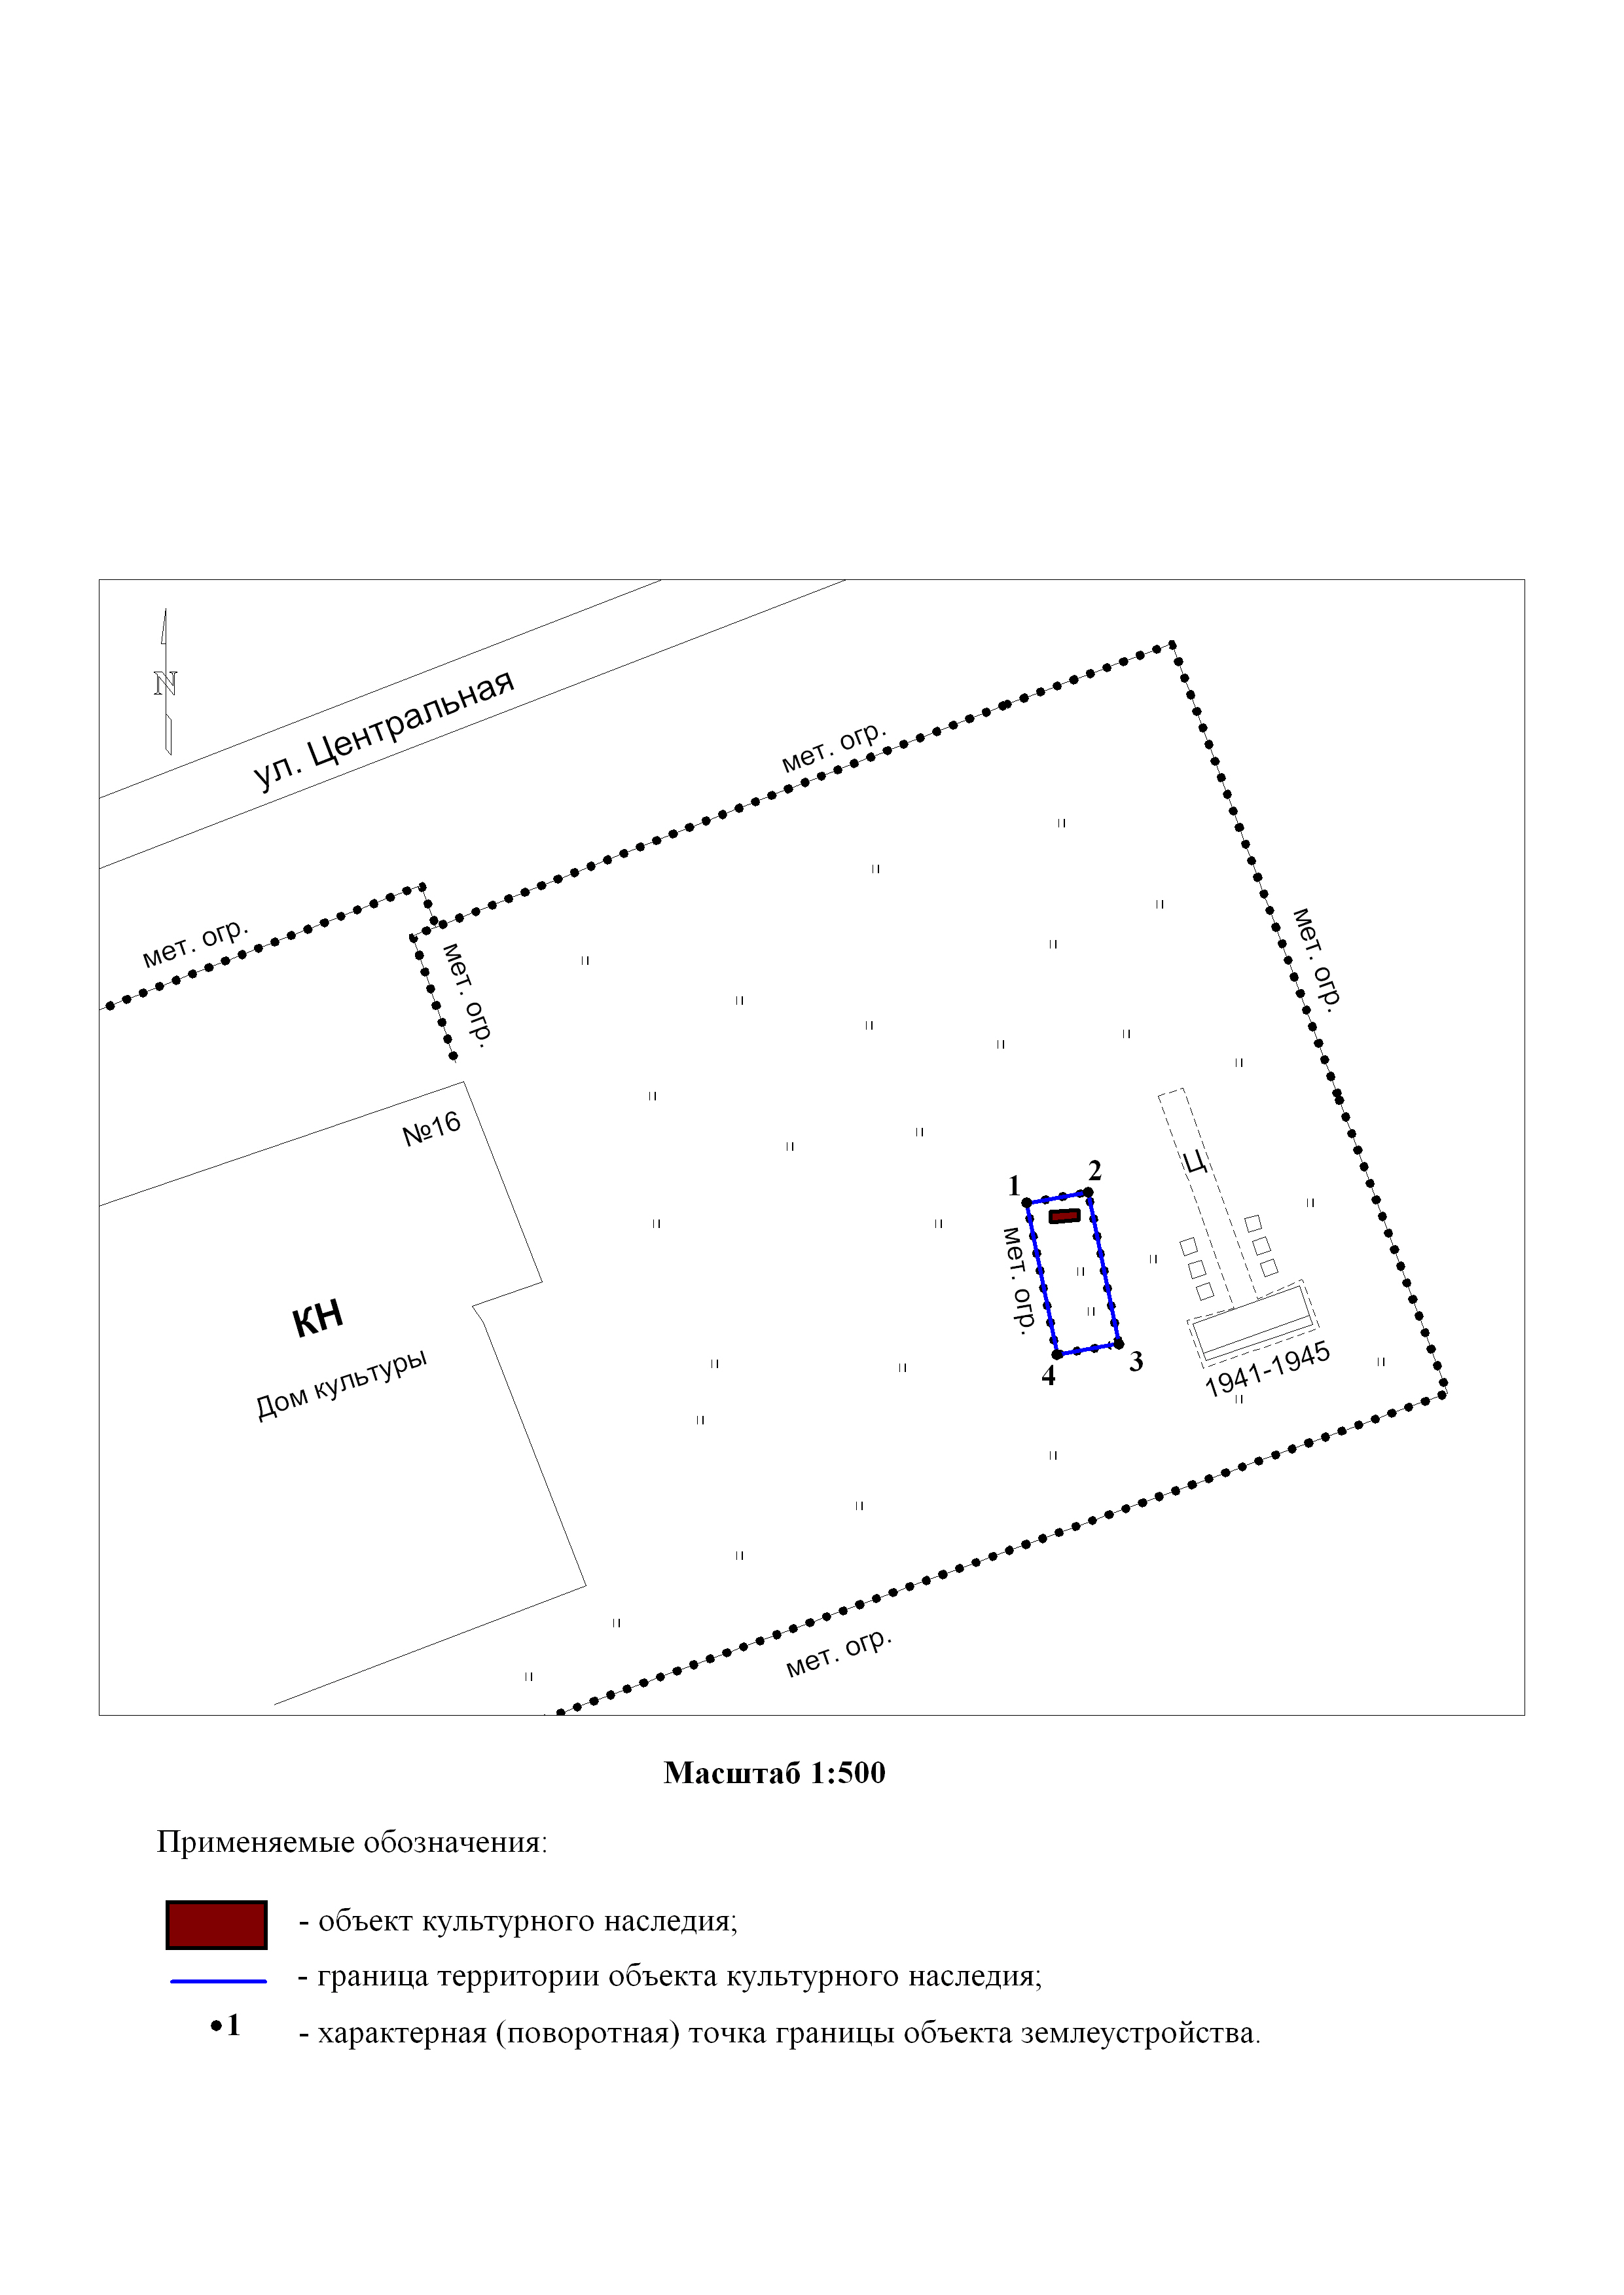 N
ул. Центральная
мет. огр.
мет. огр.
мет. огр.
мет. огр.
№16
Ц
1
2
мет. огр.
КН
Дом культуры
4
3
1941-1945
мет. огр.
Масштаб 1:500
Применяемые обозначения:
- объект культурного наследия;
- граница территории объекта культурного наследия;
1 - характерная (поворотная) точка границы объекта землеустройства.